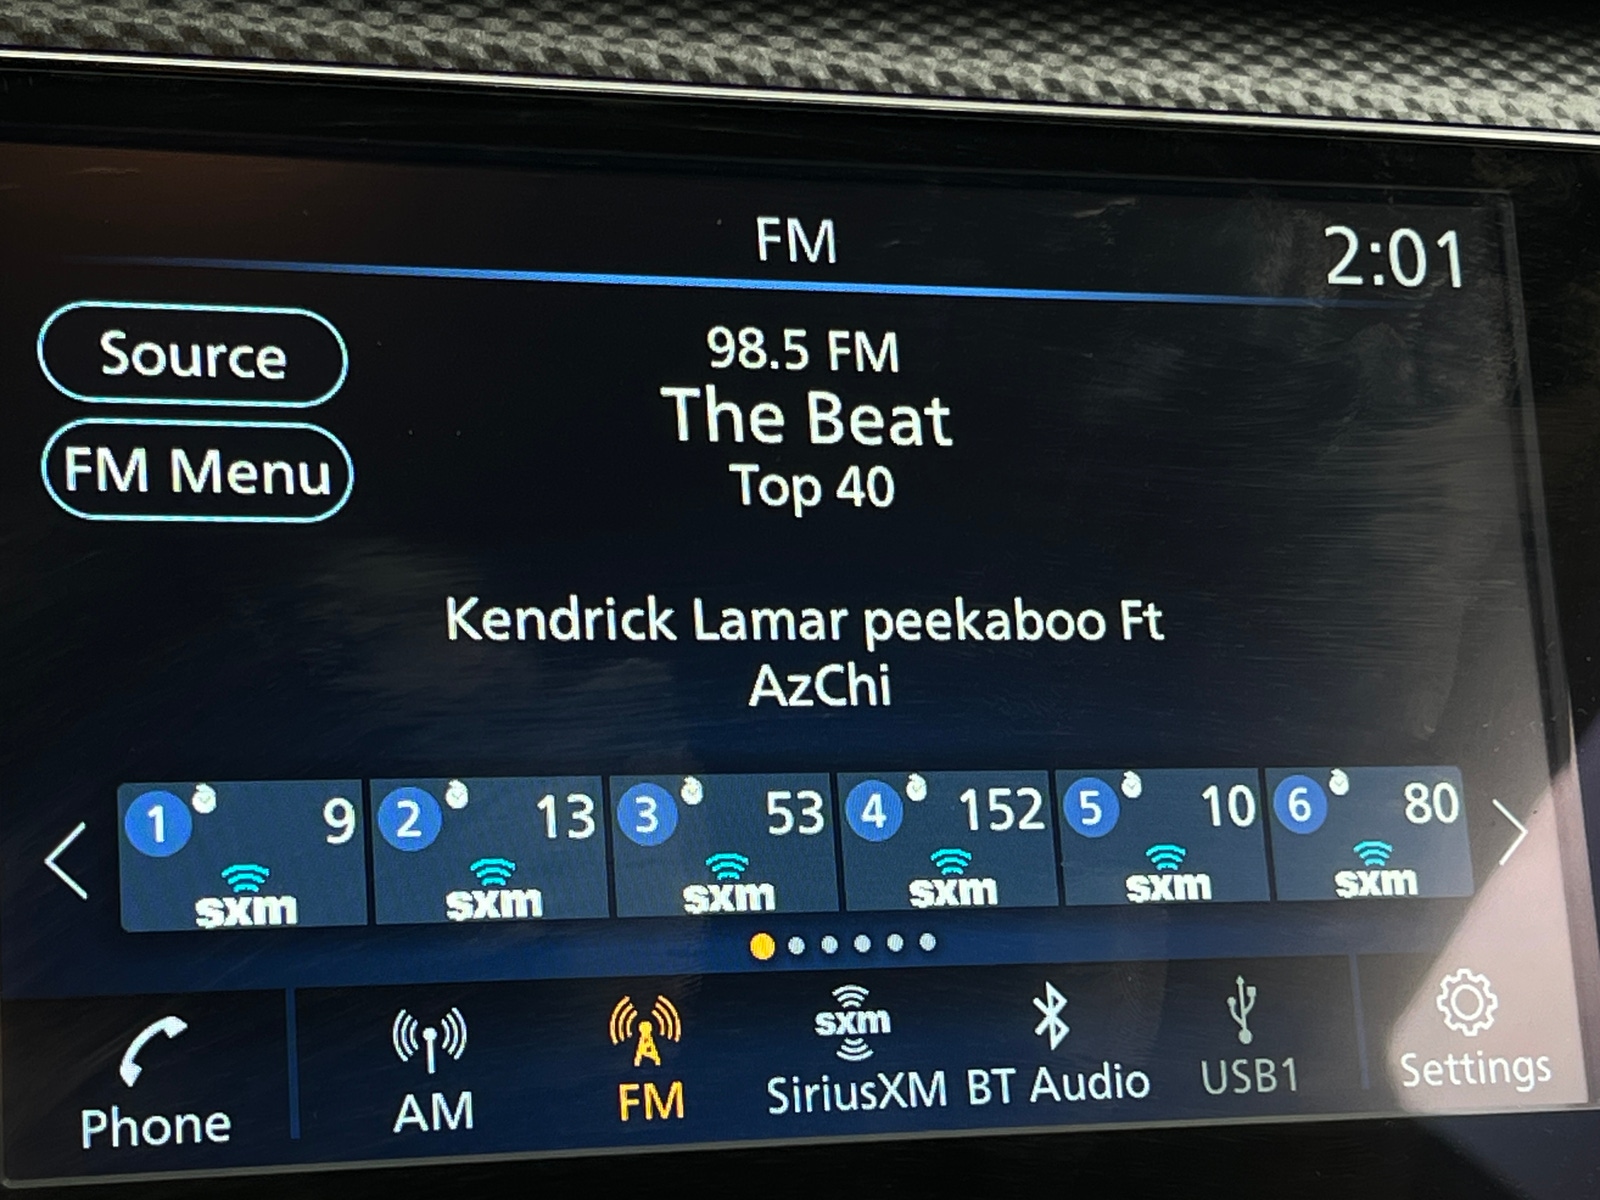 FM
2:01
Source
98.5 FM
The Beat
FM Menu
Top 40
Kendrick Lamar peekaboo Ft
AzChi
1 9 2 13 3 53 4 152 5 10 6 80
sxm sxm sxm sxm sxm sxm
sxm
Phone AM FM SiriusXM BT Audio USB1 Settings